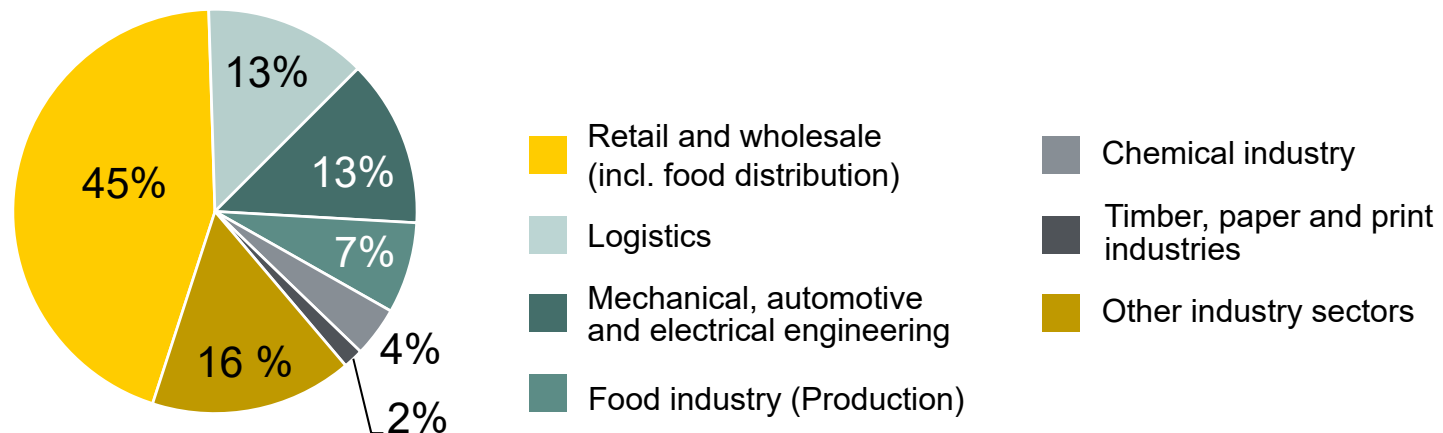 13%
45%
13%
7%
4%
16 %
2%
Retail and wholesale
(incl. food distribution)
Logistics
Mechanical, automotive
and electrical engineering
Food industry (Production)
Chemical industry
Timber, paper and print
industries
Other industry sectors